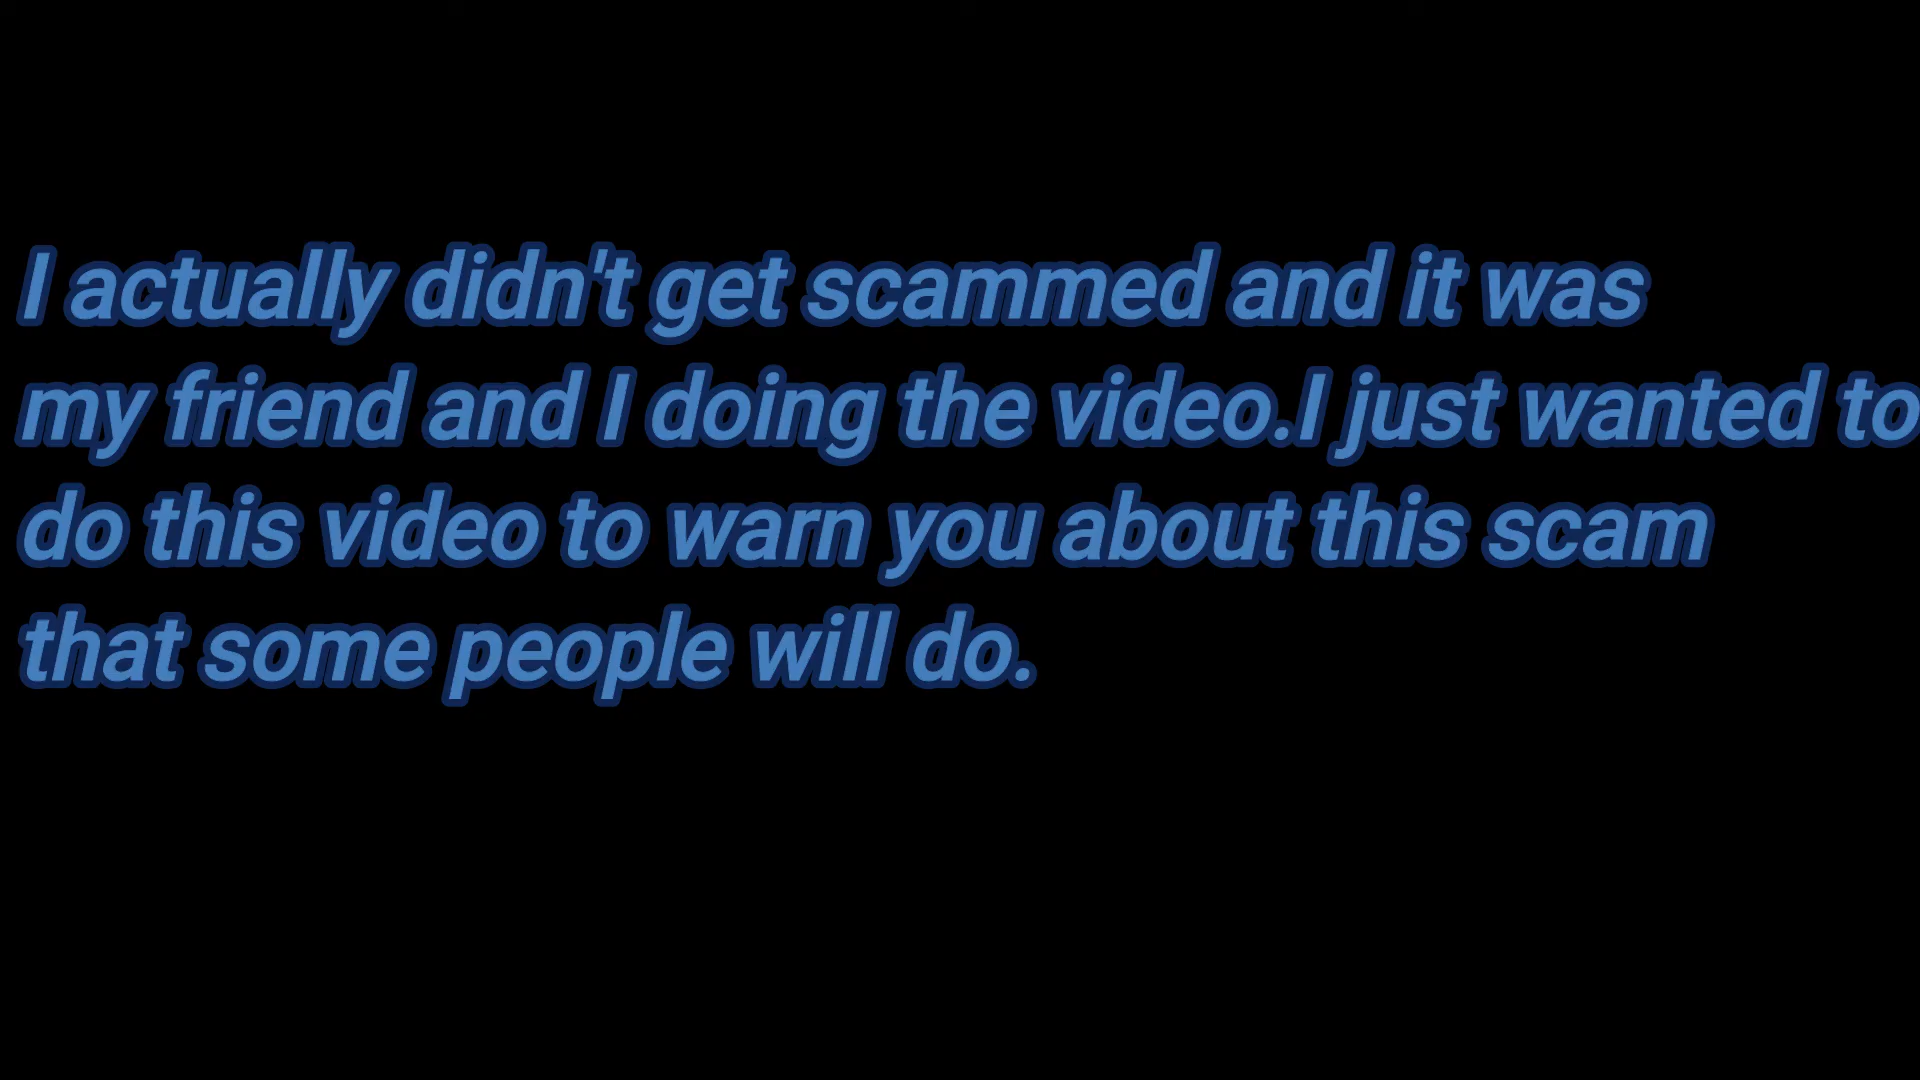 I actually didn't get scammed and it was
my friend and I doing the video.I just wanted to
do this video to warn you about this scam
that some people will do.